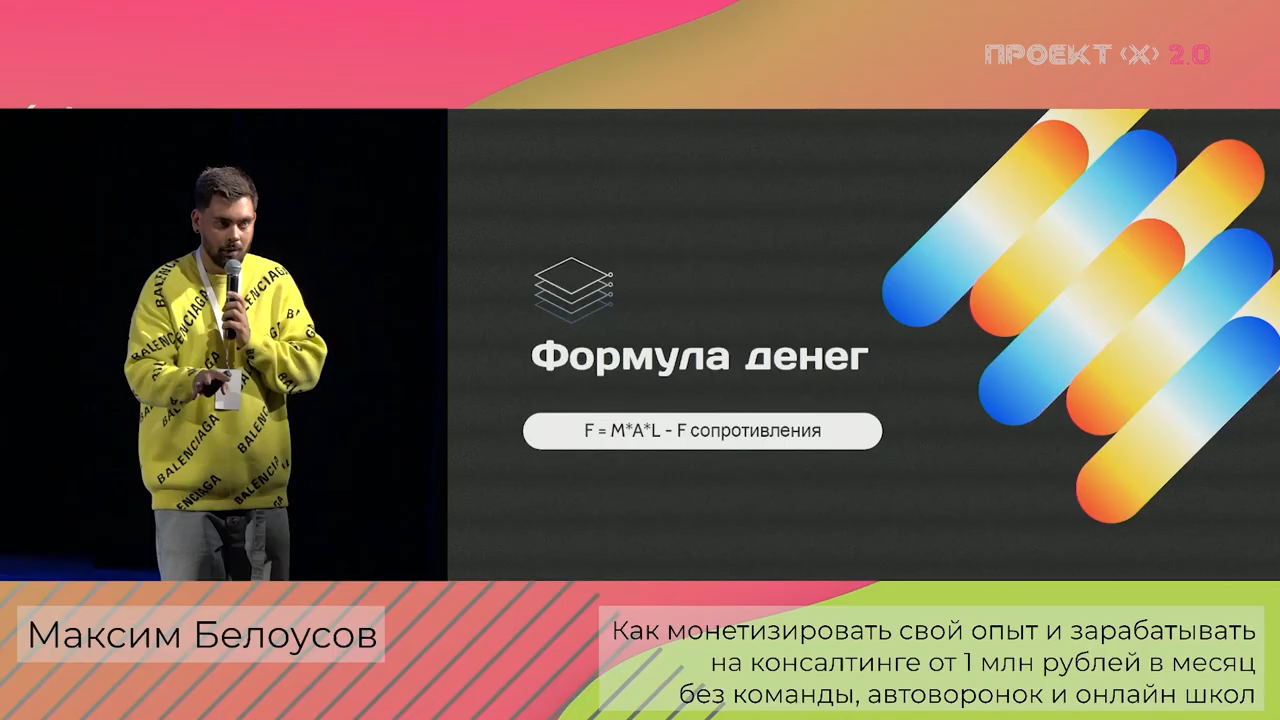 ПРОЕКТ <X> 2.0
BALENCIAGA
Формула денег
F = M*A*L - F сопротивления
Максим Белоусов
Как монетизировать свой опыт и зарабатывать
на консалтинге от 1 млн рублей в месяц
без команды, автоворонок и онлайн школ